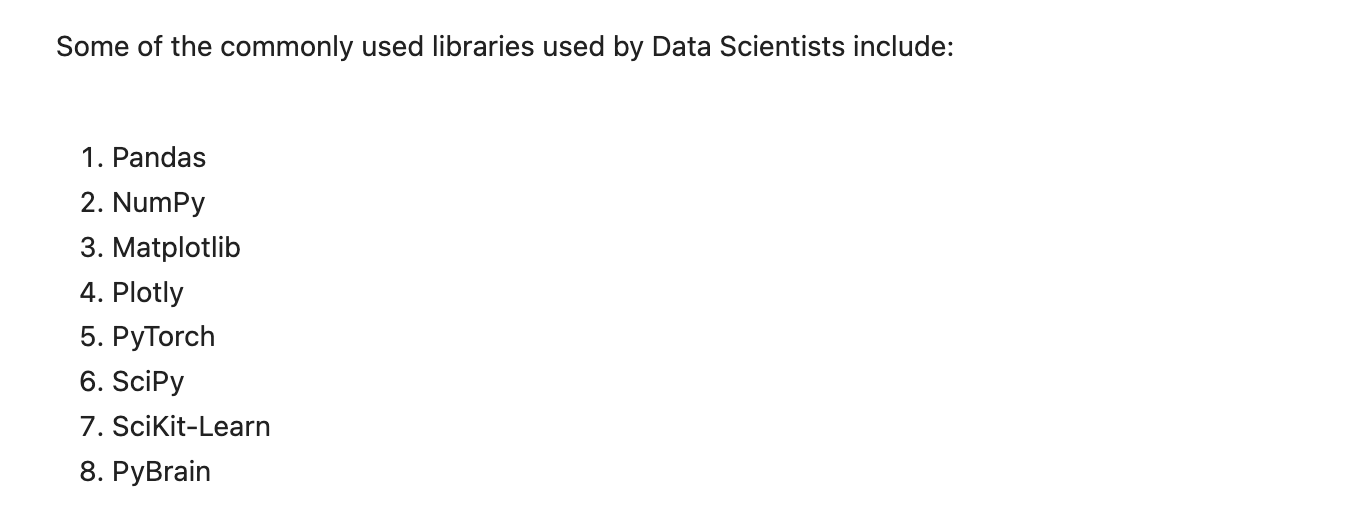 Some of the commonly used libraries used by Data Scientists include:
1. Pandas
2. NumPy
3. Matplotlib
4. Plotly
5. PyTorch
6. SciPy
7. SciKit-Learn
8. PyBrain